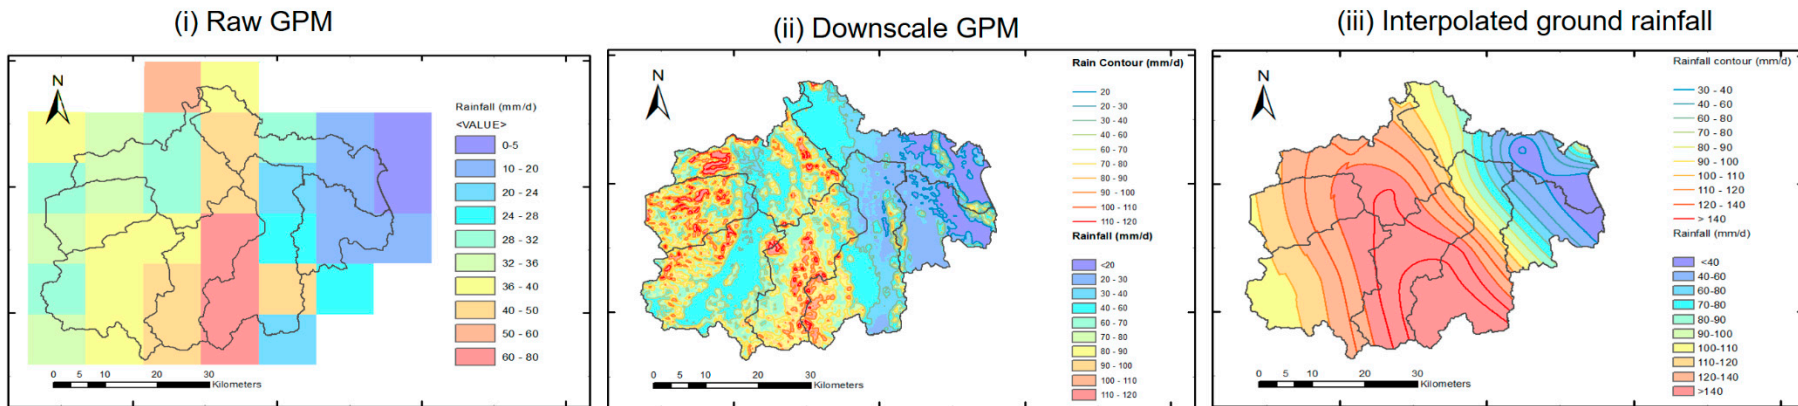 (i) Raw GPM
N
Rainfall (mm/d)
<VALUE>
0-5
10 - 20
20 - 24
24 - 28
28 - 32
32 - 36
36 - 40
40 - 50
50 - 60
60 - 80
0 5 10 20 30
Kilometers
(ii) Downscale GPM
N
Rain Contour (mm/d)
20
20 - 30
30 - 40
40 - 60
60 - 70
70 - 80
80 - 90
90 - 100
100 - 110
110 - 120
Rainfall (mm/d)
<20
20 - 30
30 - 40
40 - 60
60 - 70
70 - 80
80 - 90
90 - 100
100 - 110
110 - 120
0 5 10 20 30
Kilometers
(iii) Interpolated ground rainfall
N
Rainfall contour (mm/d)
30 - 40
40 - 60
60 - 80
70 - 80
80 - 90
90 - 100
100 - 110
110 - 120
120 - 140
> 140
Rainfall (mm/d)
<40
40-60
60-80
70-80
80-90
90-100
100-110
110-120
120-140
>140
0 5 10 20 30
Kilometers